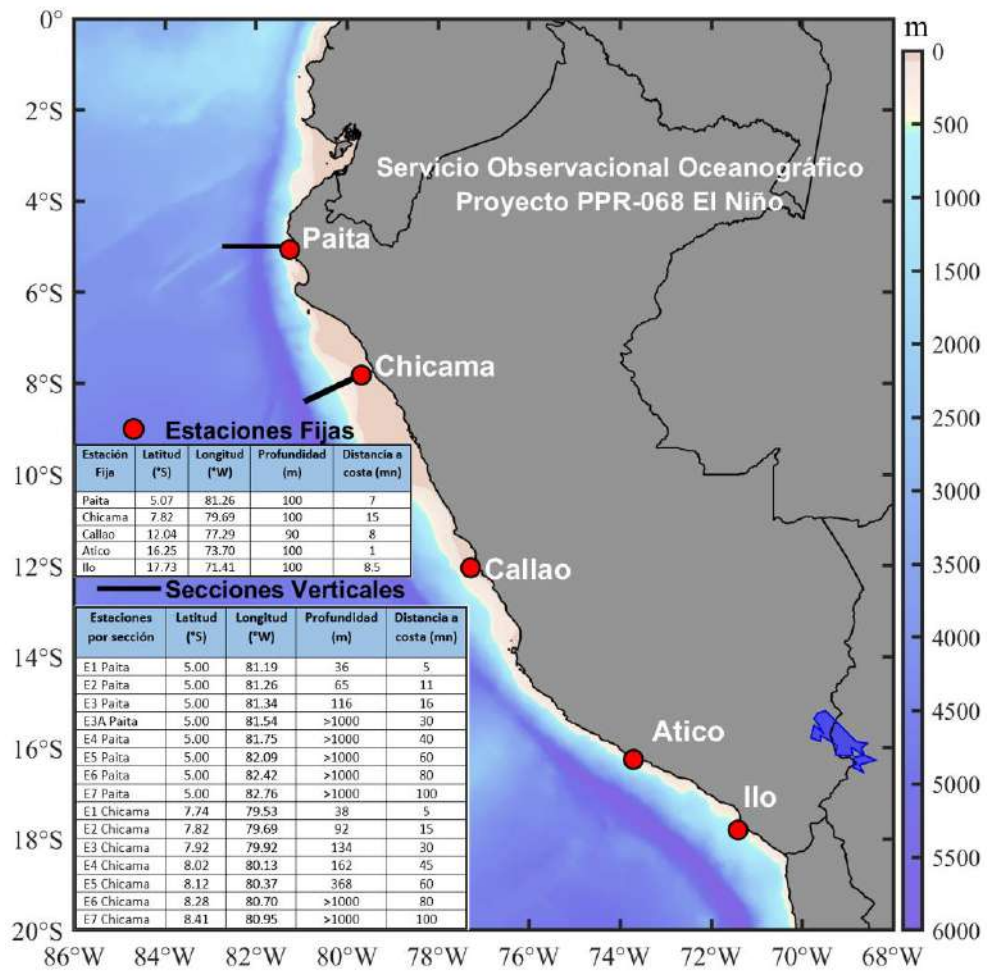 m
0°
2°S
4°S
6°S
8°S
10°S
12°S
14°S
16°S
18°S
20°S
Servicio Observacional Oceanográfico
Proyecto PPR-068 El Niño
Paita
Chicama
Callao
Atico
Ilo
Estaciones Fijas
Estación Fija Latitud (°S) Longitud (°W) Profundidad (m) Distancia a costa (mn)
Paita 5.07 81.26 100 7
Chicama 7.82 79.69 100 15
Callao 12.04 77.29 90 8
Atico 16.25 73.70 100 1
Ilo 17.73 71.41 100 8.5
Secciones Verticales
Estaciones por sección Latitud (°S) Longitud (°W) Profundidad (m) Distancia a costa (mn)
E1 Paita 5.00 81.19 36 5
E2 Paita 5.00 81.26 65 11
E3 Paita 5.00 81.34 116 16
E3A Paita 5.00 81.54 >1000 30
E4 Paita 5.00 81.75 >1000 40
E5 Paita 5.00 82.09 >1000 60
E6 Paita 5.00 82.42 >1000 80
E7 Paita 5.00 82.76 >1000 100
E1 Chicama 7.74 79.53 38 5
E2 Chicama 7.82 79.69 92 15
E3 Chicama 7.92 79.92 134 30
E4 Chicama 8.02 80.13 162 45
E5 Chicama 8.12 80.37 368 60
E6 Chicama 8.28 80.70 >1000 80
E7 Chicama 8.41 80.95 >1000 100
86°W 84°W 82°W 80°W 78°W 76°W 74°W 72°W 70°W 68°W
0
500
1000
1500
2000
2500
3000
3500
4000
4500
5000
5500
6000